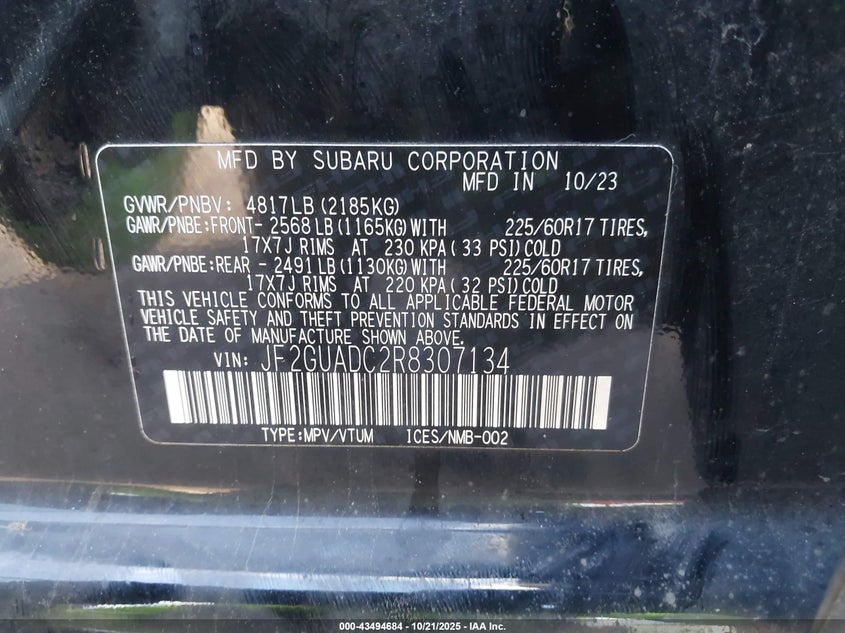 MFD BY SUBARU CORPORATION
MFD IN 10/23
GVWR/PNBV: 4817LB (2185KG)
GAWR/PNBE:FRONT- 2568LB (1165KG)WITH 225/60R17 TIRES,
17X7J RIMS AT 230 KPA( 33 PSI)COLD
GAWR/PNBE:REAR - 2491LB (1130KG)WITH 225/60R17 TIRES,
17X7J RIMS AT 220 KPA( 32 PSI)COLD
THIS VEHICLE CONFORMS TO ALL APPLICABLE FEDERAL MOTOR
VEHICLE SAFETY AND THEFT PREVENTION STANDARDS IN EFFECT ON
THE DATE OF MANUFACTURE SHOWN ABOVE.
VIN: JF2GUADC2R8307134
TYPE:MPV/VTUM ICES/NMB-002
000-43494684 - 10/21/2025 - IAA Inc.